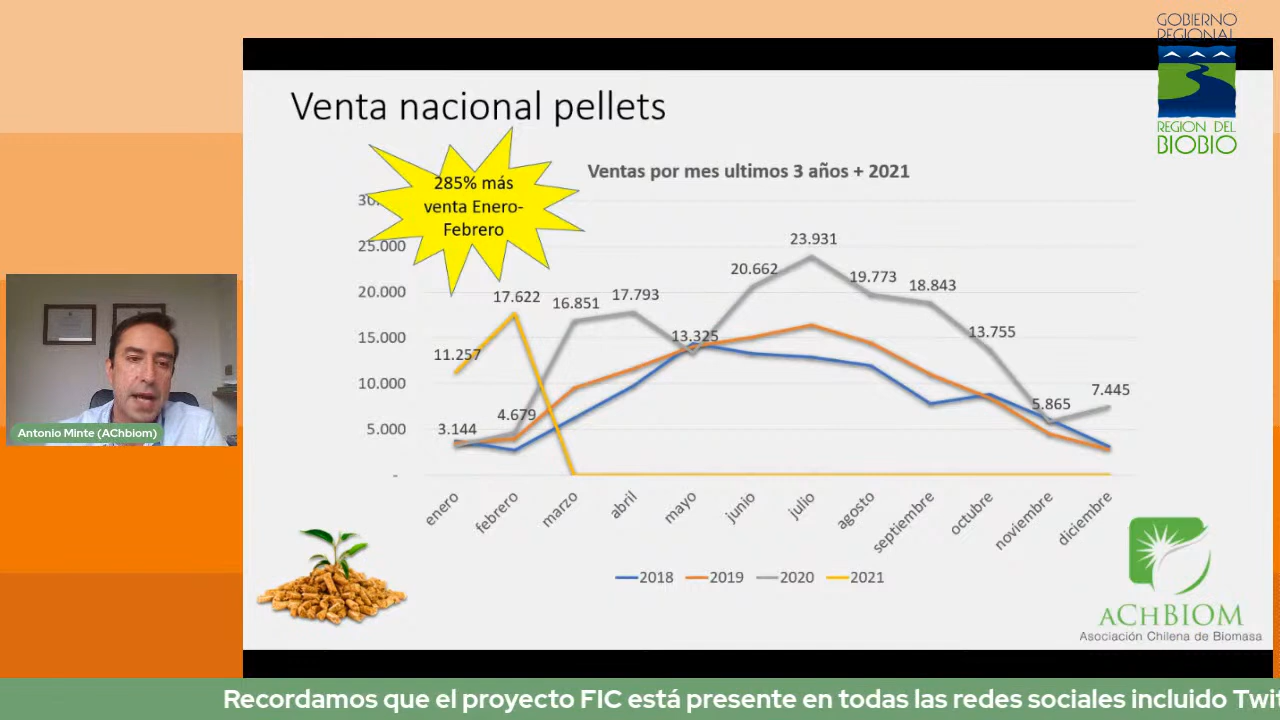 GOBIERNO
REGIONAL
REGION DEL
BIOBIO
Venta nacional pellets
285% más
venta Enero-
Febrero
Ventas por mes ultimos 3 años + 2021
25.000
20.000
15.000
10.000
5.000
-
11.257
17.622
3.144
4.679
16.851
17.793
13.325
20.662
23.931
19.773
18.843
13.755
5.865
7.445
enero
febrero
marzo
abril
mayo
junio
julio
agosto
septiembre
octubre
noviembre
diciembre
2018 2019 2020 2021
Antonio Minte (AChbiom)
ACHBIOM
Asociación Chilena de Biomasa
Recordamos que el proyecto FIC está presente en todas las redes sociales incluido